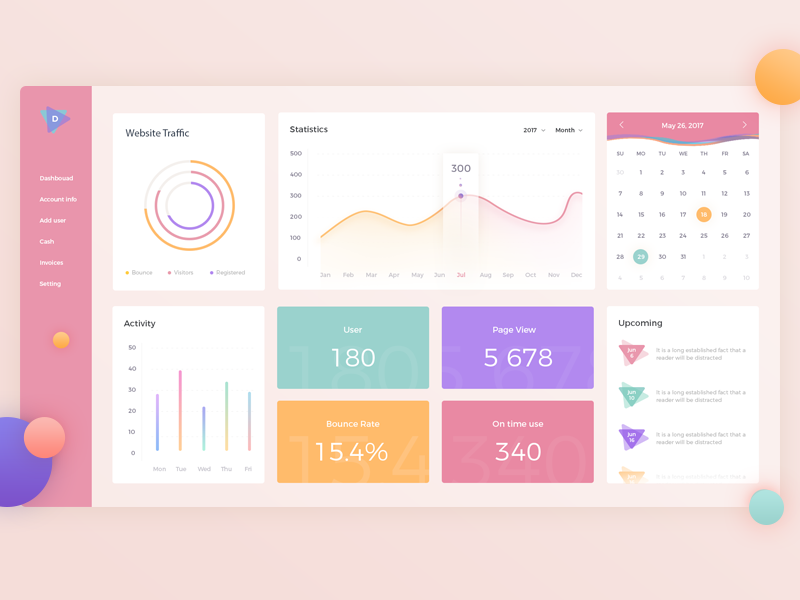 D
Dashbouad
Account info
Add user
Cash
Invoices
Setting
Website Traffic
Bounce Visitors Registered
Statistics
2017 Month
500
400
300
200
100
0
300
Jan Feb Mar Apr May Jun Jul Aug Sep Oct Nov Dec
May 26, 2017
SU MO TU WE TH FR SA
30 1 2 3 4 5 6
7 8 9 10 11 12 13
14 15 16 17 18 19 20
21 22 23 24 25 26 27
28 29 30 31 1 2 3
4 5 6 7 8 9 10
Activity
50
40
30
20
10
0
Mon Tue Wed Thu Fri
User
180
Page View
5 678
Bounce Rate
15.4%
On time use
340
Upcoming
Jun
6
It is a long established fact that a
reader will be distracted
Jun
10
It is a long established fact that a
reader will be distracted
Jun
16
It is a long established fact that a
reader will be distracted
It is a long established fact that a